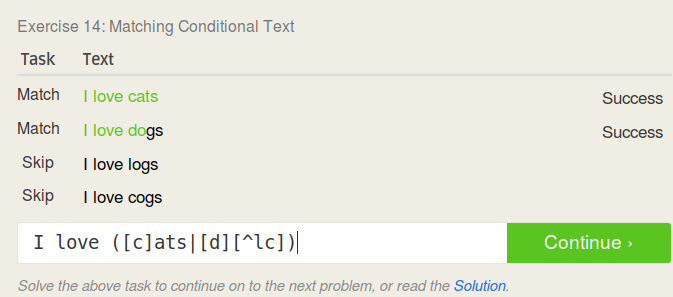 Exercise 14: Matching Conditional Text
Task Text
Match I love cats Success
Match I love dogs Success
Skip I love logs
Skip I love cogs
I love ([c]ats|[d][^lc]) Continue ›
Solve the above task to continue on to the next problem, or read the Solution.